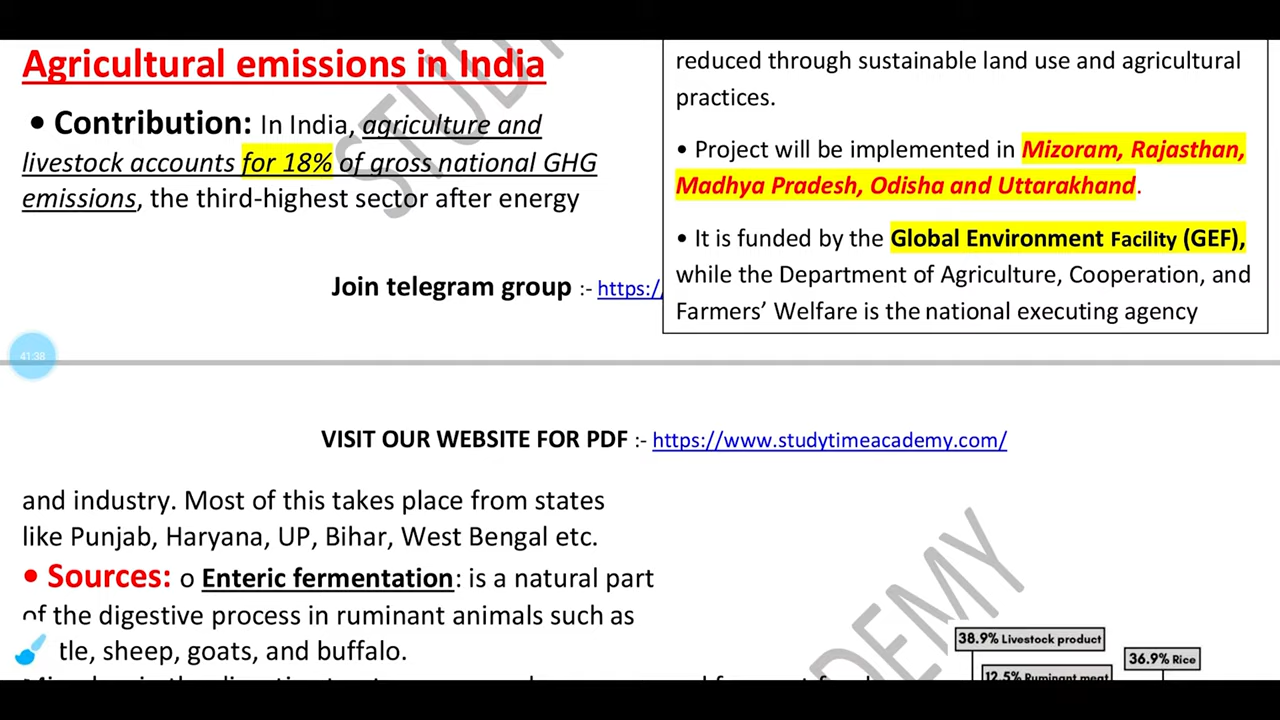 Agricultural emissions in India
• Contribution: In India, agriculture and
livestock accounts for 18% of gross national GHG
emissions, the third-highest sector after energy
reduced through sustainable land use and agricultural
practices.
• Project will be implemented in Mizoram, Rajasthan,
Madhya Pradesh, Odisha and Uttarakhand.
• It is funded by the Global Environment Facility (GEF),
while the Department of Agriculture, Cooperation, and
Farmers’ Welfare is the national executing agency
Join telegram group :- https:/
41:38
VISIT OUR WEBSITE FOR PDF :- https://www.studytimeacademy.com/
and industry. Most of this takes place from states
like Punjab, Haryana, UP, Bihar, West Bengal etc.
• Sources: o Enteric fermentation: is a natural part
of the digestive process in ruminant animals such as
tle, sheep, goats, and buffalo.
38.9% Livestock product
36.9% Rice
12.5% Ruminant meat
STUDY
ADEMY